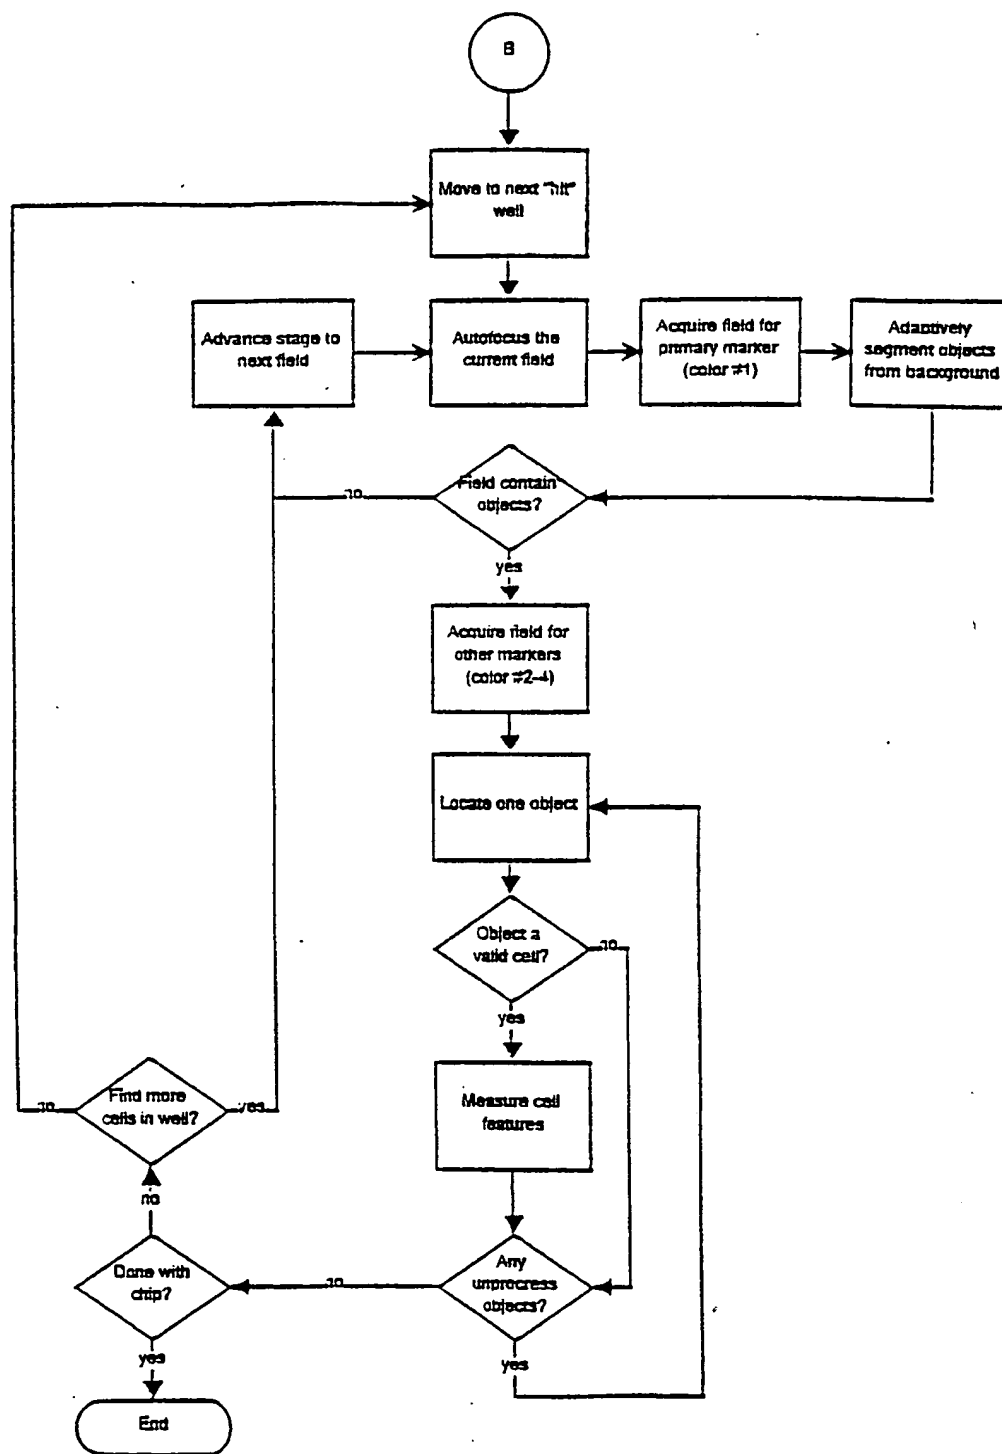 B
Move to next "hit"
well
Advance stage to
next field
Autofocus the
current field
Acquire field for
primary marker
(color #1)
Adaptively
segment objects
from background
Field contain
objects?
no
yes
Acquire field for
other markers
(color #2-4)
Locate one object
Object a
valid cell?
no
yes
Measure cell
features
Find more
cells in well?
no
yes
no
Done with
chip?
no
Any
unprocess
objects?
yes
yes
End